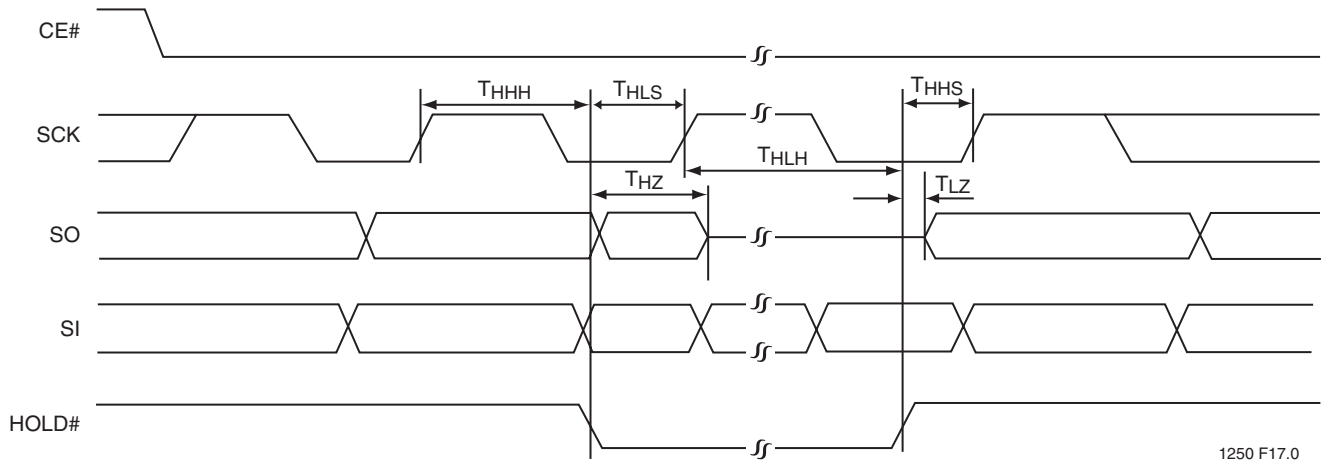 CE#
THHH
THLS
THHS
SCK
THLH
THZ
TLZ
SO
SI
HOLD#
1250 F17.0